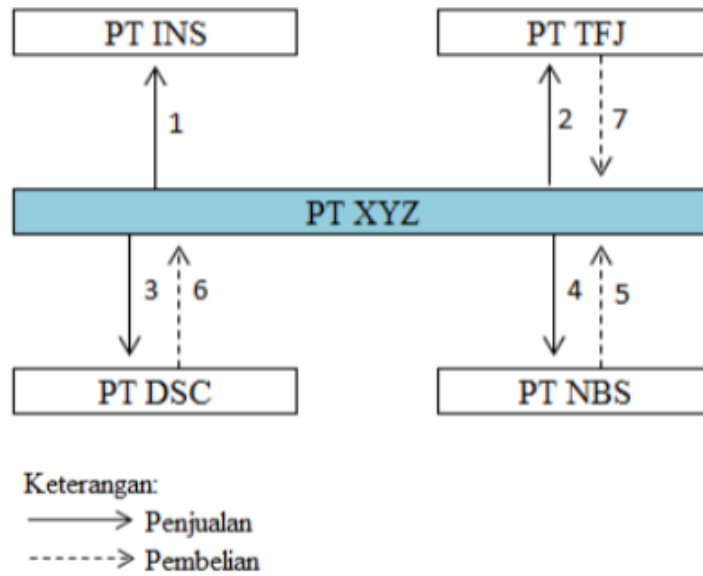 PT INS
PT TFJ
1
2
7
PT XYZ
3
6
4
5
PT DSC
PT NBS
Keterangan:
Penjualan
Pembelian